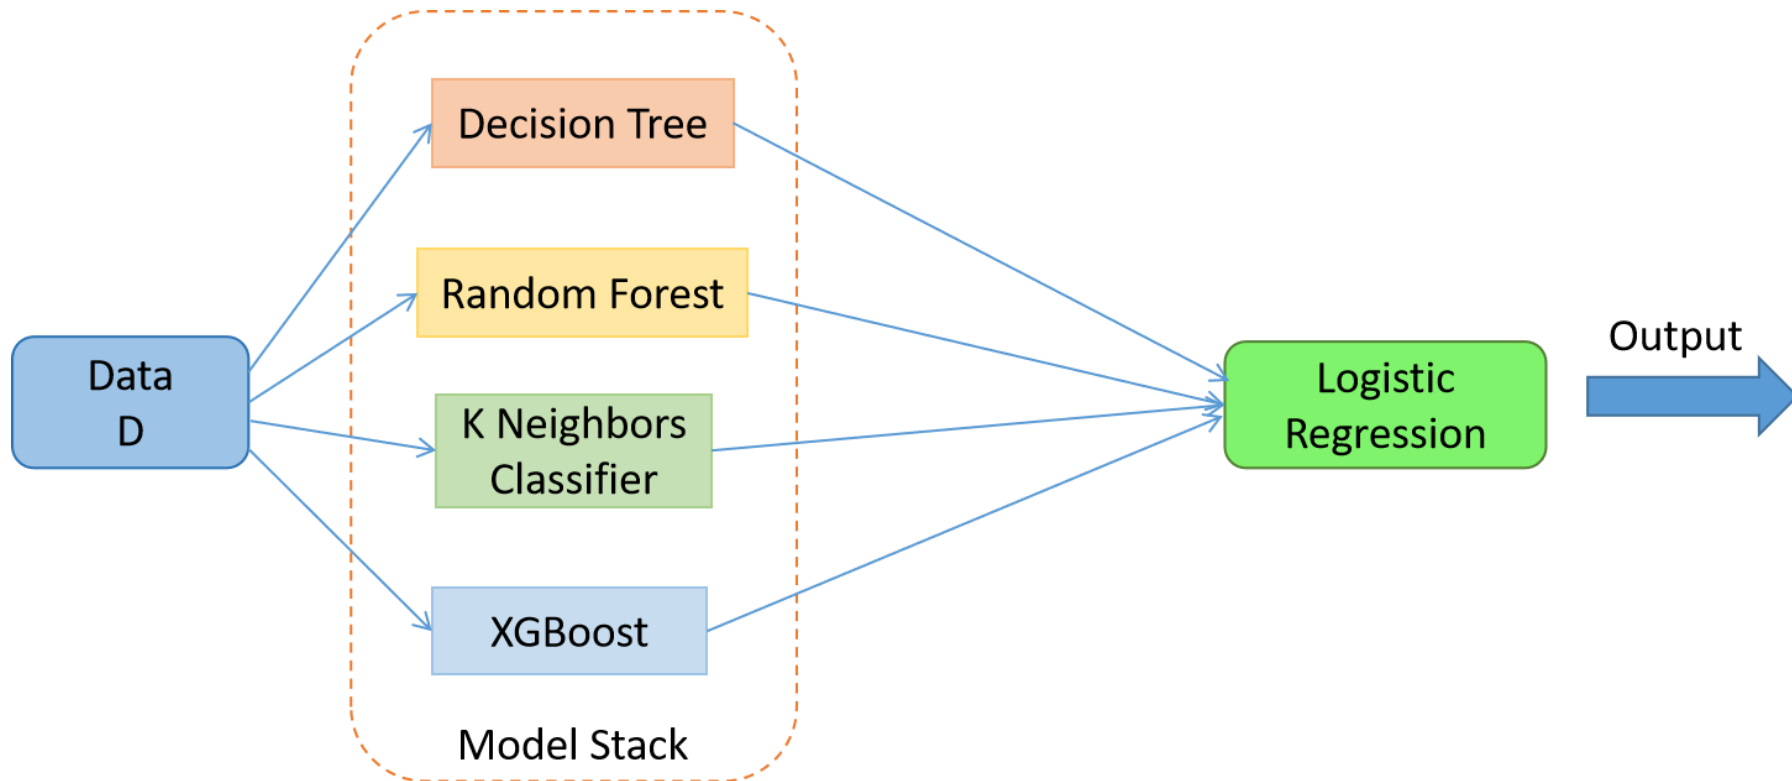 Data
D
Decision Tree
Random Forest
K Neighbors
Classifier
XGBoost
Model Stack
Logistic
Regression
Output